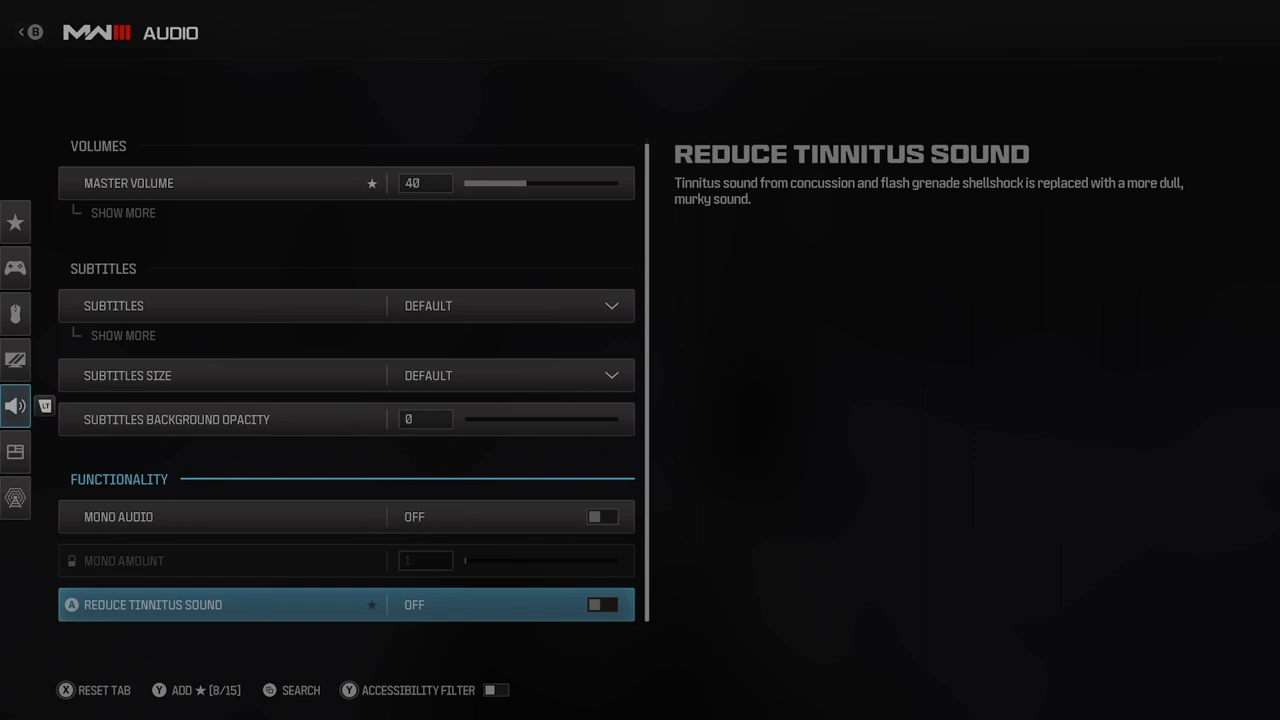 B MWIII AUDIO
VOLUMES
MASTER VOLUME 40
SHOW MORE
SUBTITLES
SUBTITLES DEFAULT
SHOW MORE
SUBTITLES SIZE DEFAULT
SUBTITLES BACKGROUND OPACITY 0
FUNCTIONALITY
MONO AUDIO OFF
MONO AMOUNT 1
A REDUCE TINNITUS SOUND OFF
LT
REDUCE TINNITUS SOUND
Tinnitus sound from concussion and flash grenade shellshock is replaced with a more dull,
murky sound.
X RESET TAB Y ADD ★ [8/15] SEARCH Y ACCESSIBILITY FILTER